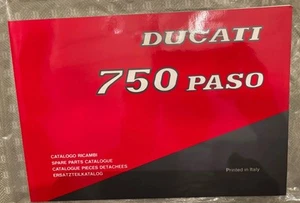 DUCATI
750 PASO
CATALOGO RICAMBI
SPARE PARTS CATALOGUE
CATALOGUE PIECES DETACHEES
ERSATZTEILKATALOG
Printed in Italy